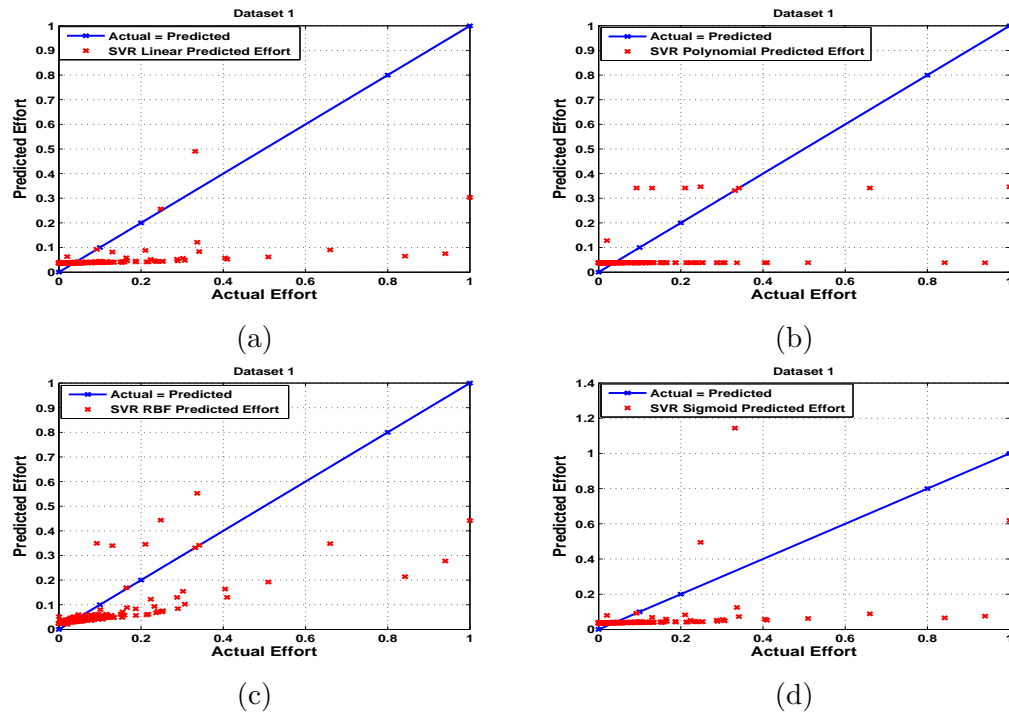 Dataset 1
Actual = Predicted
SVR Linear Predicted Effort
Predicted Effort
1
0.9
0.8
0.7
0.6
0.5
0.4
0.3
0.2
0.1
0
0 0.2 0.4 0.6 0.8 1
Actual Effort
(a)
Dataset 1
Actual = Predicted
SVR Polynomial Predicted Effort
Predicted Effort
1
0.9
0.8
0.7
0.6
0.5
0.4
0.3
0.2
0.1
0
0 0.2 0.4 0.6 0.8 1
Actual Effort
(b)
Dataset 1
Actual = Predicted
SVR RBF Predicted Effort
Predicted Effort
1
0.9
0.8
0.7
0.6
0.5
0.4
0.3
0.2
0.1
0
0 0.2 0.4 0.6 0.8 1
Actual Effort
(c)
Dataset 1
Actual = Predicted
SVR Sigmoid Predicted Effort
Predicted Effort
1.4
1.2
1
0.8
0.6
0.4
0.2
0
0 0.2 0.4 0.6 0.8 1
Actual Effort
(d)